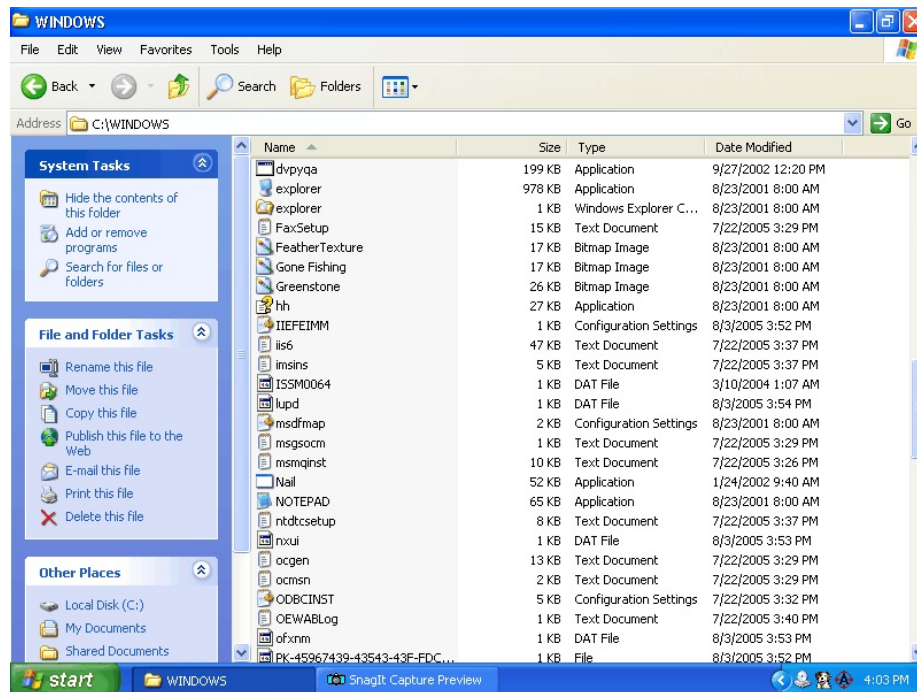 WINDOWS
File Edit View Favorites Tools Help
Back Search Folders
Address C:\WINDOWS Go
System Tasks
Hide the contents of
this folder
Add or remove
programs
Search for files or
folders
File and Folder Tasks
Rename this file
Move this file
Copy this file
Publish this file to the
Web
E-mail this file
Print this file
Delete this file
Other Places
Local Disk (C:)
My Documents
Shared Documents
Name Size Type Date Modified
dvpyqa 199 KB Application 9/27/2002 12:20 PM
explorer 978 KB Application 8/23/2001 8:00 AM
explorer 1 KB Windows Explorer C... 8/23/2001 8:00 AM
FaxSetup 15 KB Text Document 7/22/2005 3:29 PM
FeatherTexture 17 KB Bitmap Image 8/23/2001 8:00 AM
Gone Fishing 17 KB Bitmap Image 8/23/2001 8:00 AM
Greenstone 26 KB Bitmap Image 8/23/2001 8:00 AM
hh 27 KB Application 8/23/2001 8:00 AM
IIEFEIMM 1 KB Configuration Settings 8/3/2005 3:52 PM
iis6 47 KB Text Document 7/22/2005 3:37 PM
imsins 5 KB Text Document 7/22/2005 3:37 PM
ISSM0064 1 KB DAT File 3/10/2004 1:07 AM
lupd 1 KB DAT File 8/3/2005 3:54 PM
msdfmap 2 KB Configuration Settings 8/23/2001 8:00 AM
msgsocm 1 KB Text Document 7/22/2005 3:29 PM
msmqinst 10 KB Text Document 7/22/2005 3:26 PM
Nail 52 KB Application 1/24/2002 9:40 AM
NOTEPAD 65 KB Application 8/23/2001 8:00 AM
ntdtcsetup 8 KB Text Document 7/22/2005 3:37 PM
nxui 1 KB DAT File 8/3/2005 3:53 PM
ocgen 13 KB Text Document 7/22/2005 3:29 PM
ocmsn 2 KB Text Document 7/22/2005 3:29 PM
ODBCINST 5 KB Configuration Settings 7/22/2005 3:32 PM
OEWABLog 1 KB Text Document 7/22/2005 3:40 PM
ofxnm 1 KB DAT File 8/3/2005 3:53 PM
PK-45967439-43543-43F-FDC... 1 KB File 8/3/2005 3:52 PM
start WINDOWS SnagIt Capture Preview 4:03 PM